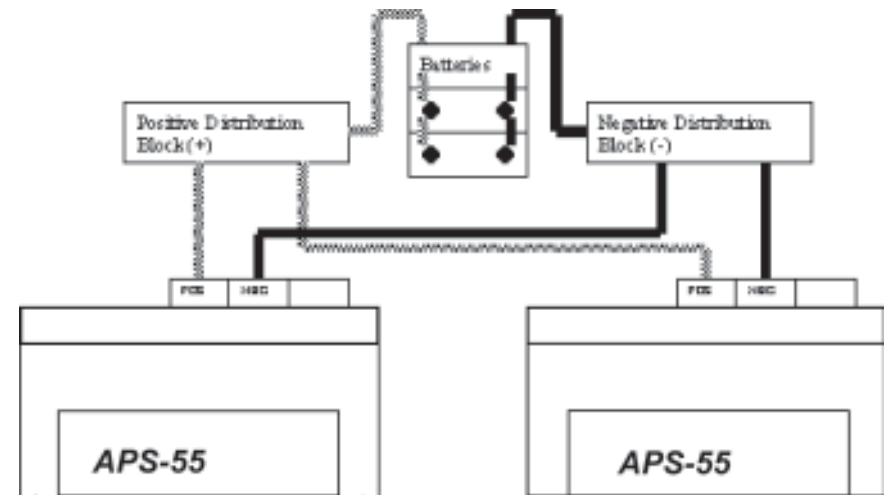 Batteries
Positive Distribution
Block (+)
Negative Distribution
Block (-)
POS NEG
POS NEG
APS-55
APS-55